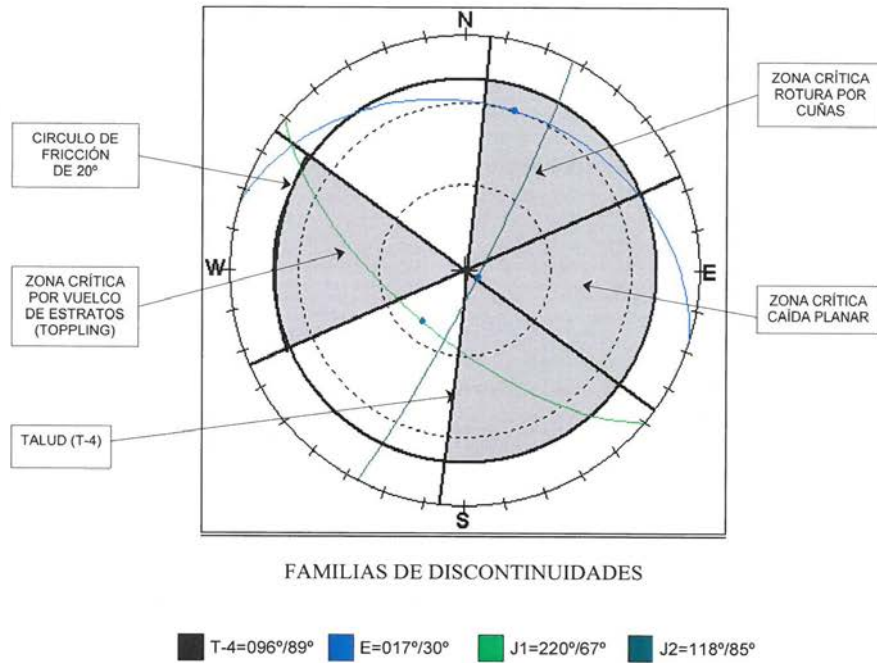 N
ZONA CRÍTICA
ROTURA POR
CUÑAS
CIRCULO DE
FRICCIÓN
DE 20º
W
E
ZONA CRÍTICA
POR VUELCO
DE ESTRATOS
(TOPPLING)
ZONA CRÍTICA
CAÍDA PLANAR
TALUD (T-4)
S
FAMILIAS DE DISCONTINUIDADES
T-4=096º/89º
E=017º/30º
J1=220º/67º
J2=118º/85º